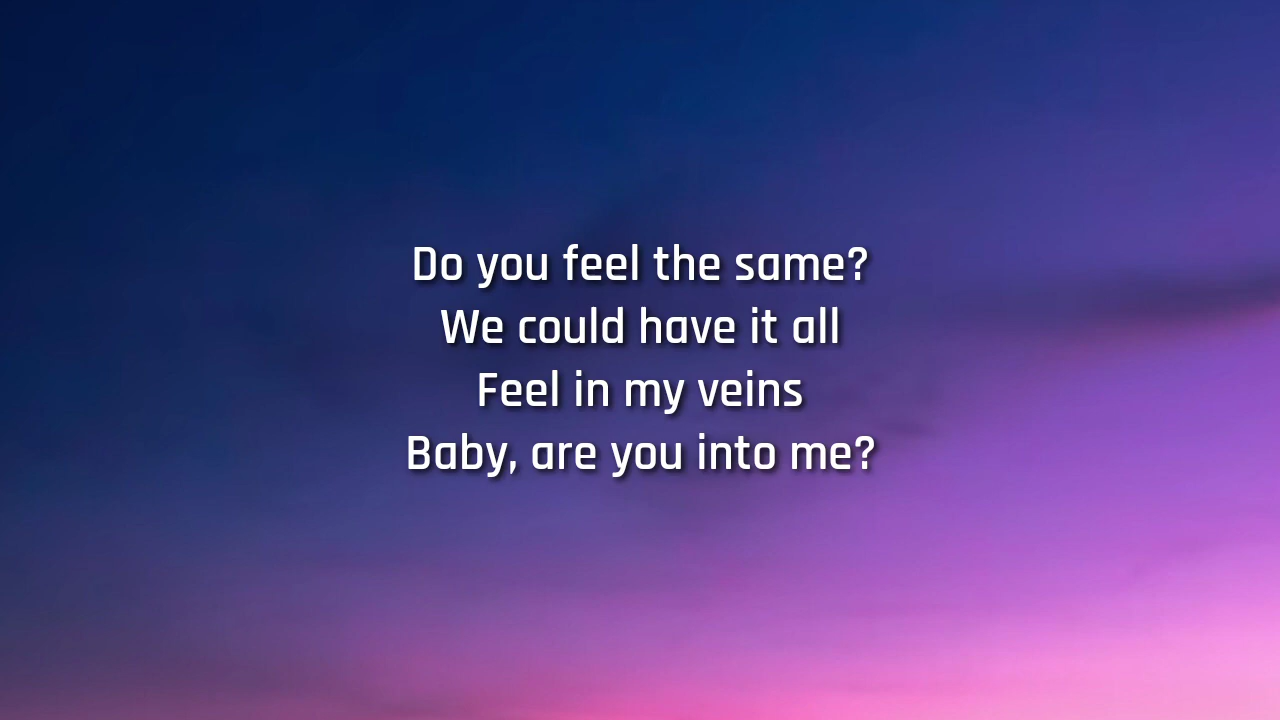 Do you feel the same?
We could have it all
Feel in my veins
Baby, are you into me?